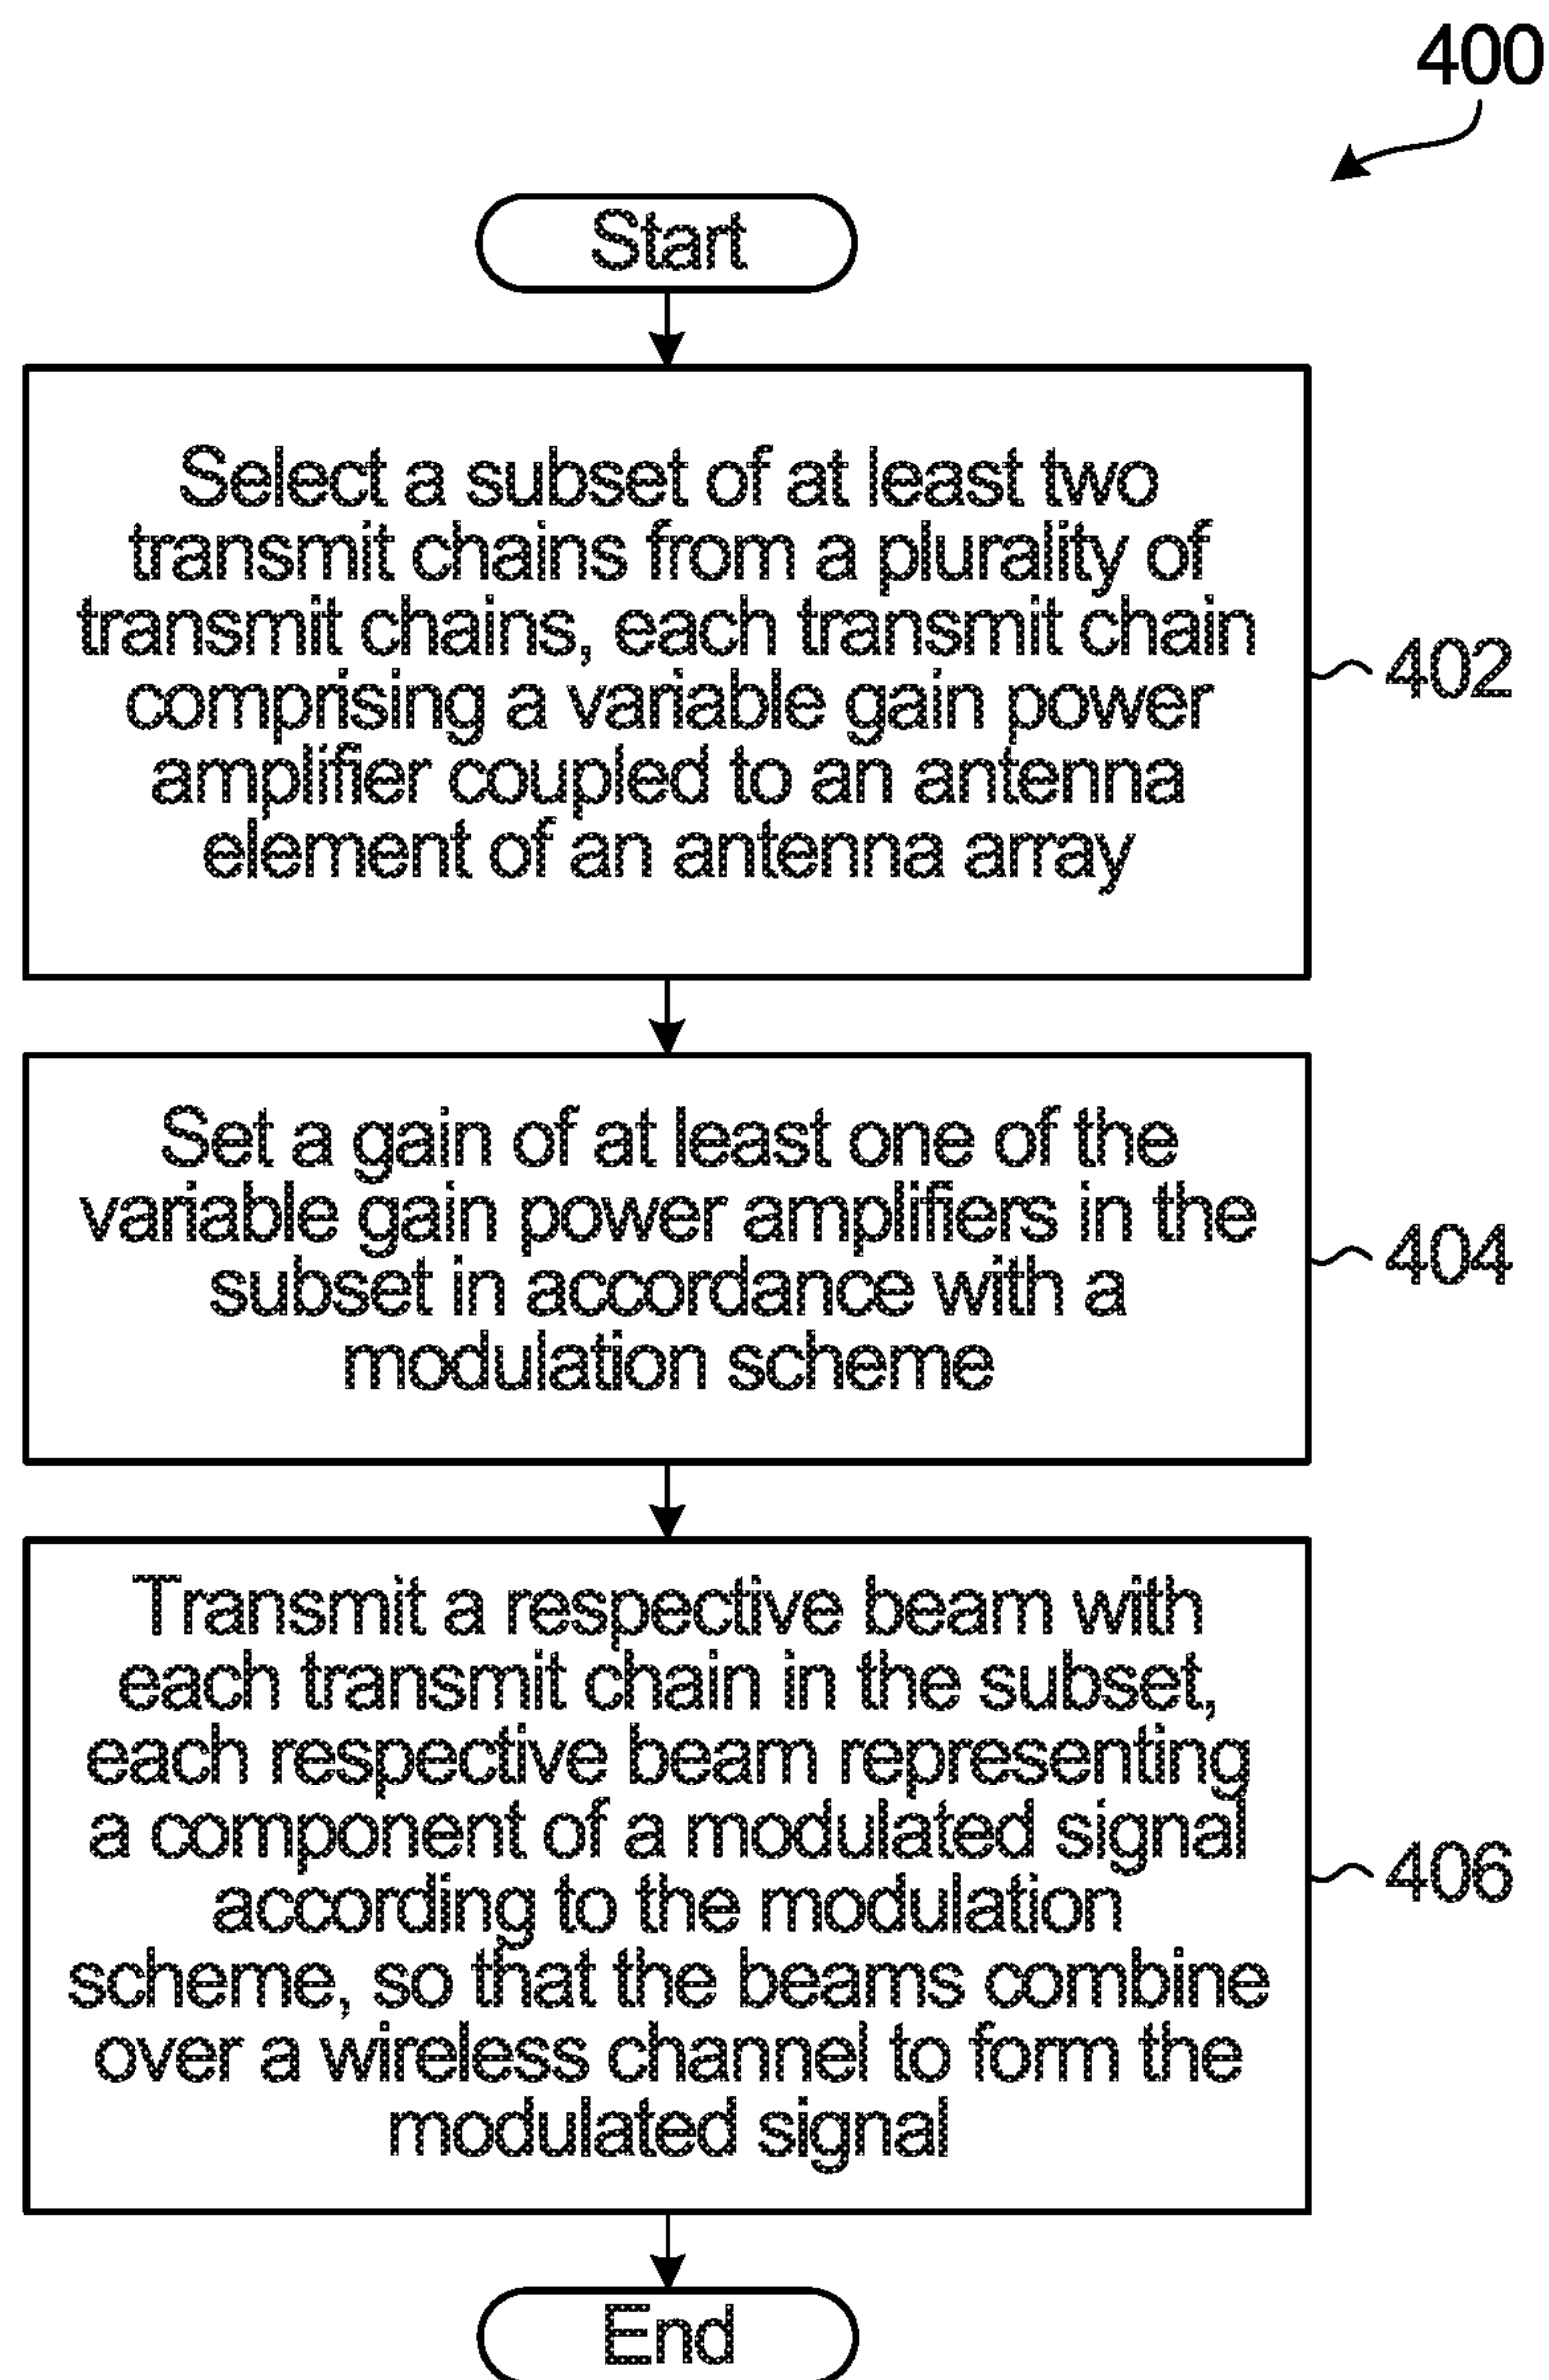 400
Start
Select a subset of at least two
transmit chains from a plurality of
transmit chains, each transmit chain
comprising a variable gain power
amplifier coupled to an antenna
element of an antenna array
402
Set a gain of at least one of the
variable gain power amplifiers in the
subset in accordance with a
modulation scheme
404
Transmit a respective beam with
each transmit chain in the subset,
each respective beam representing
a component of a modulated signal
according to the modulation
scheme, so that the beams combine
over a wireless channel to form the
modulated signal
406
End